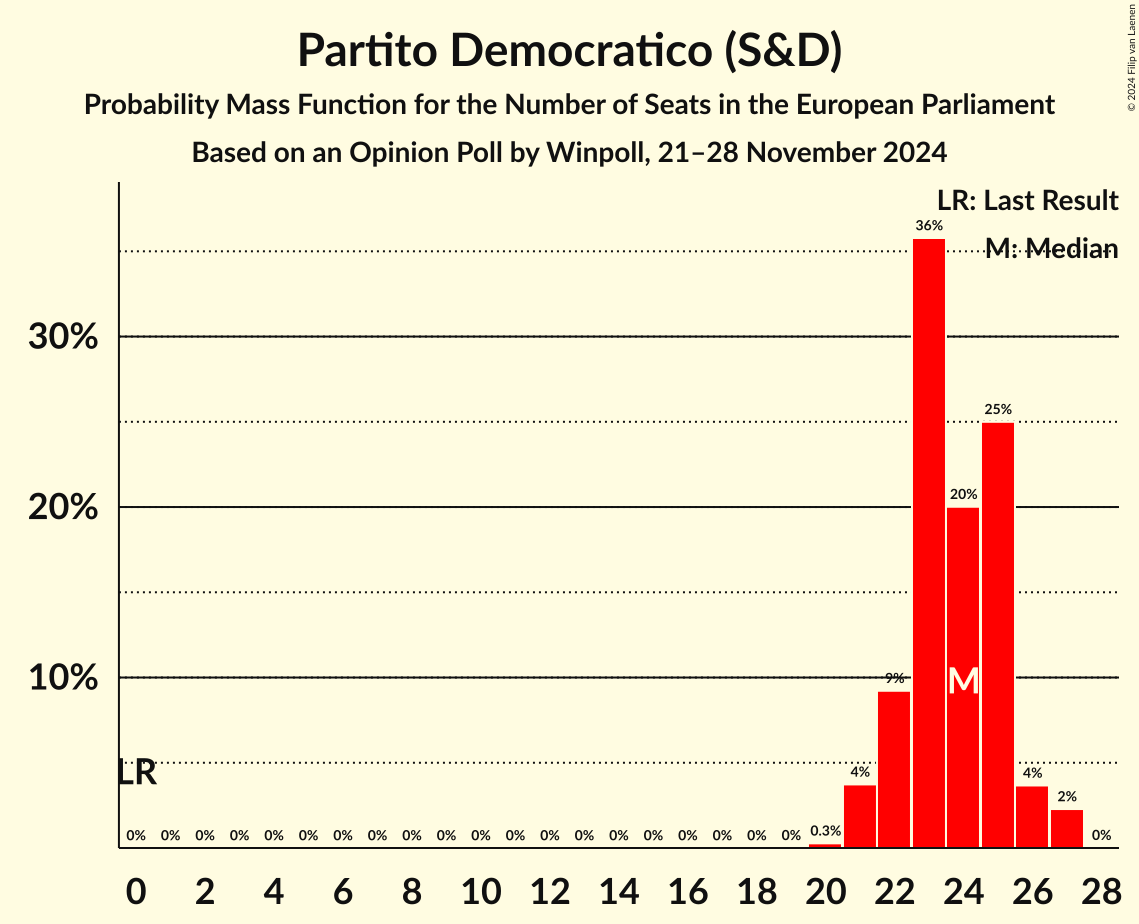 Partito Democratico (S&D)
Probability Mass Function for the Number of Seats in the European Parliament
Based on an Opinion Poll by Winpoll, 21–28 November 2024
© 2024 Filip van Laenen
LR: Last Result
M: Median
30%
20%
10%
LR
M
0% 0% 0% 0% 0% 0% 0% 0% 0% 0% 0% 0% 0% 0% 0% 0% 0% 0% 0% 0% 0.3% 4% 9% 36% 20% 25% 4% 2% 0%
0 2 4 6 8 10 12 14 16 18 20 22 24 26 28